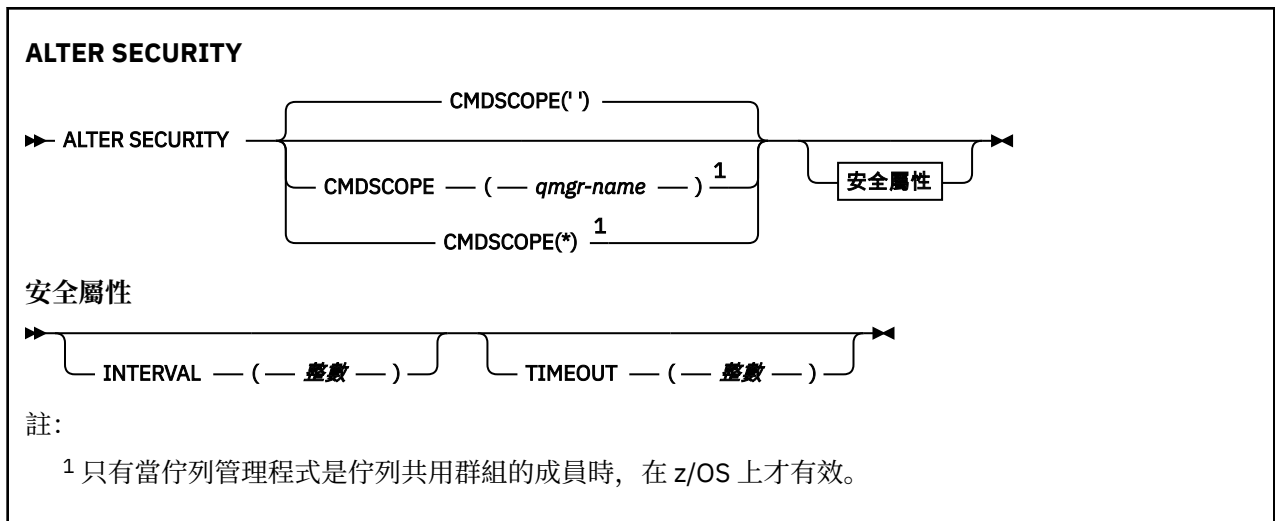 ALTER SECURITY
CMDSCOPE(' ')
ALTER SECURITY
CMDSCOPE ( qmgr-name ) 1
安全屬性
CMDSCOPE(*) 1
安全屬性
INTERVAL ( 整數 ) TIMEOUT ( 整數 )
註:
1 只有當佇列管理程式是佇列共用群組的成員時，在 z/OS 上才有效。